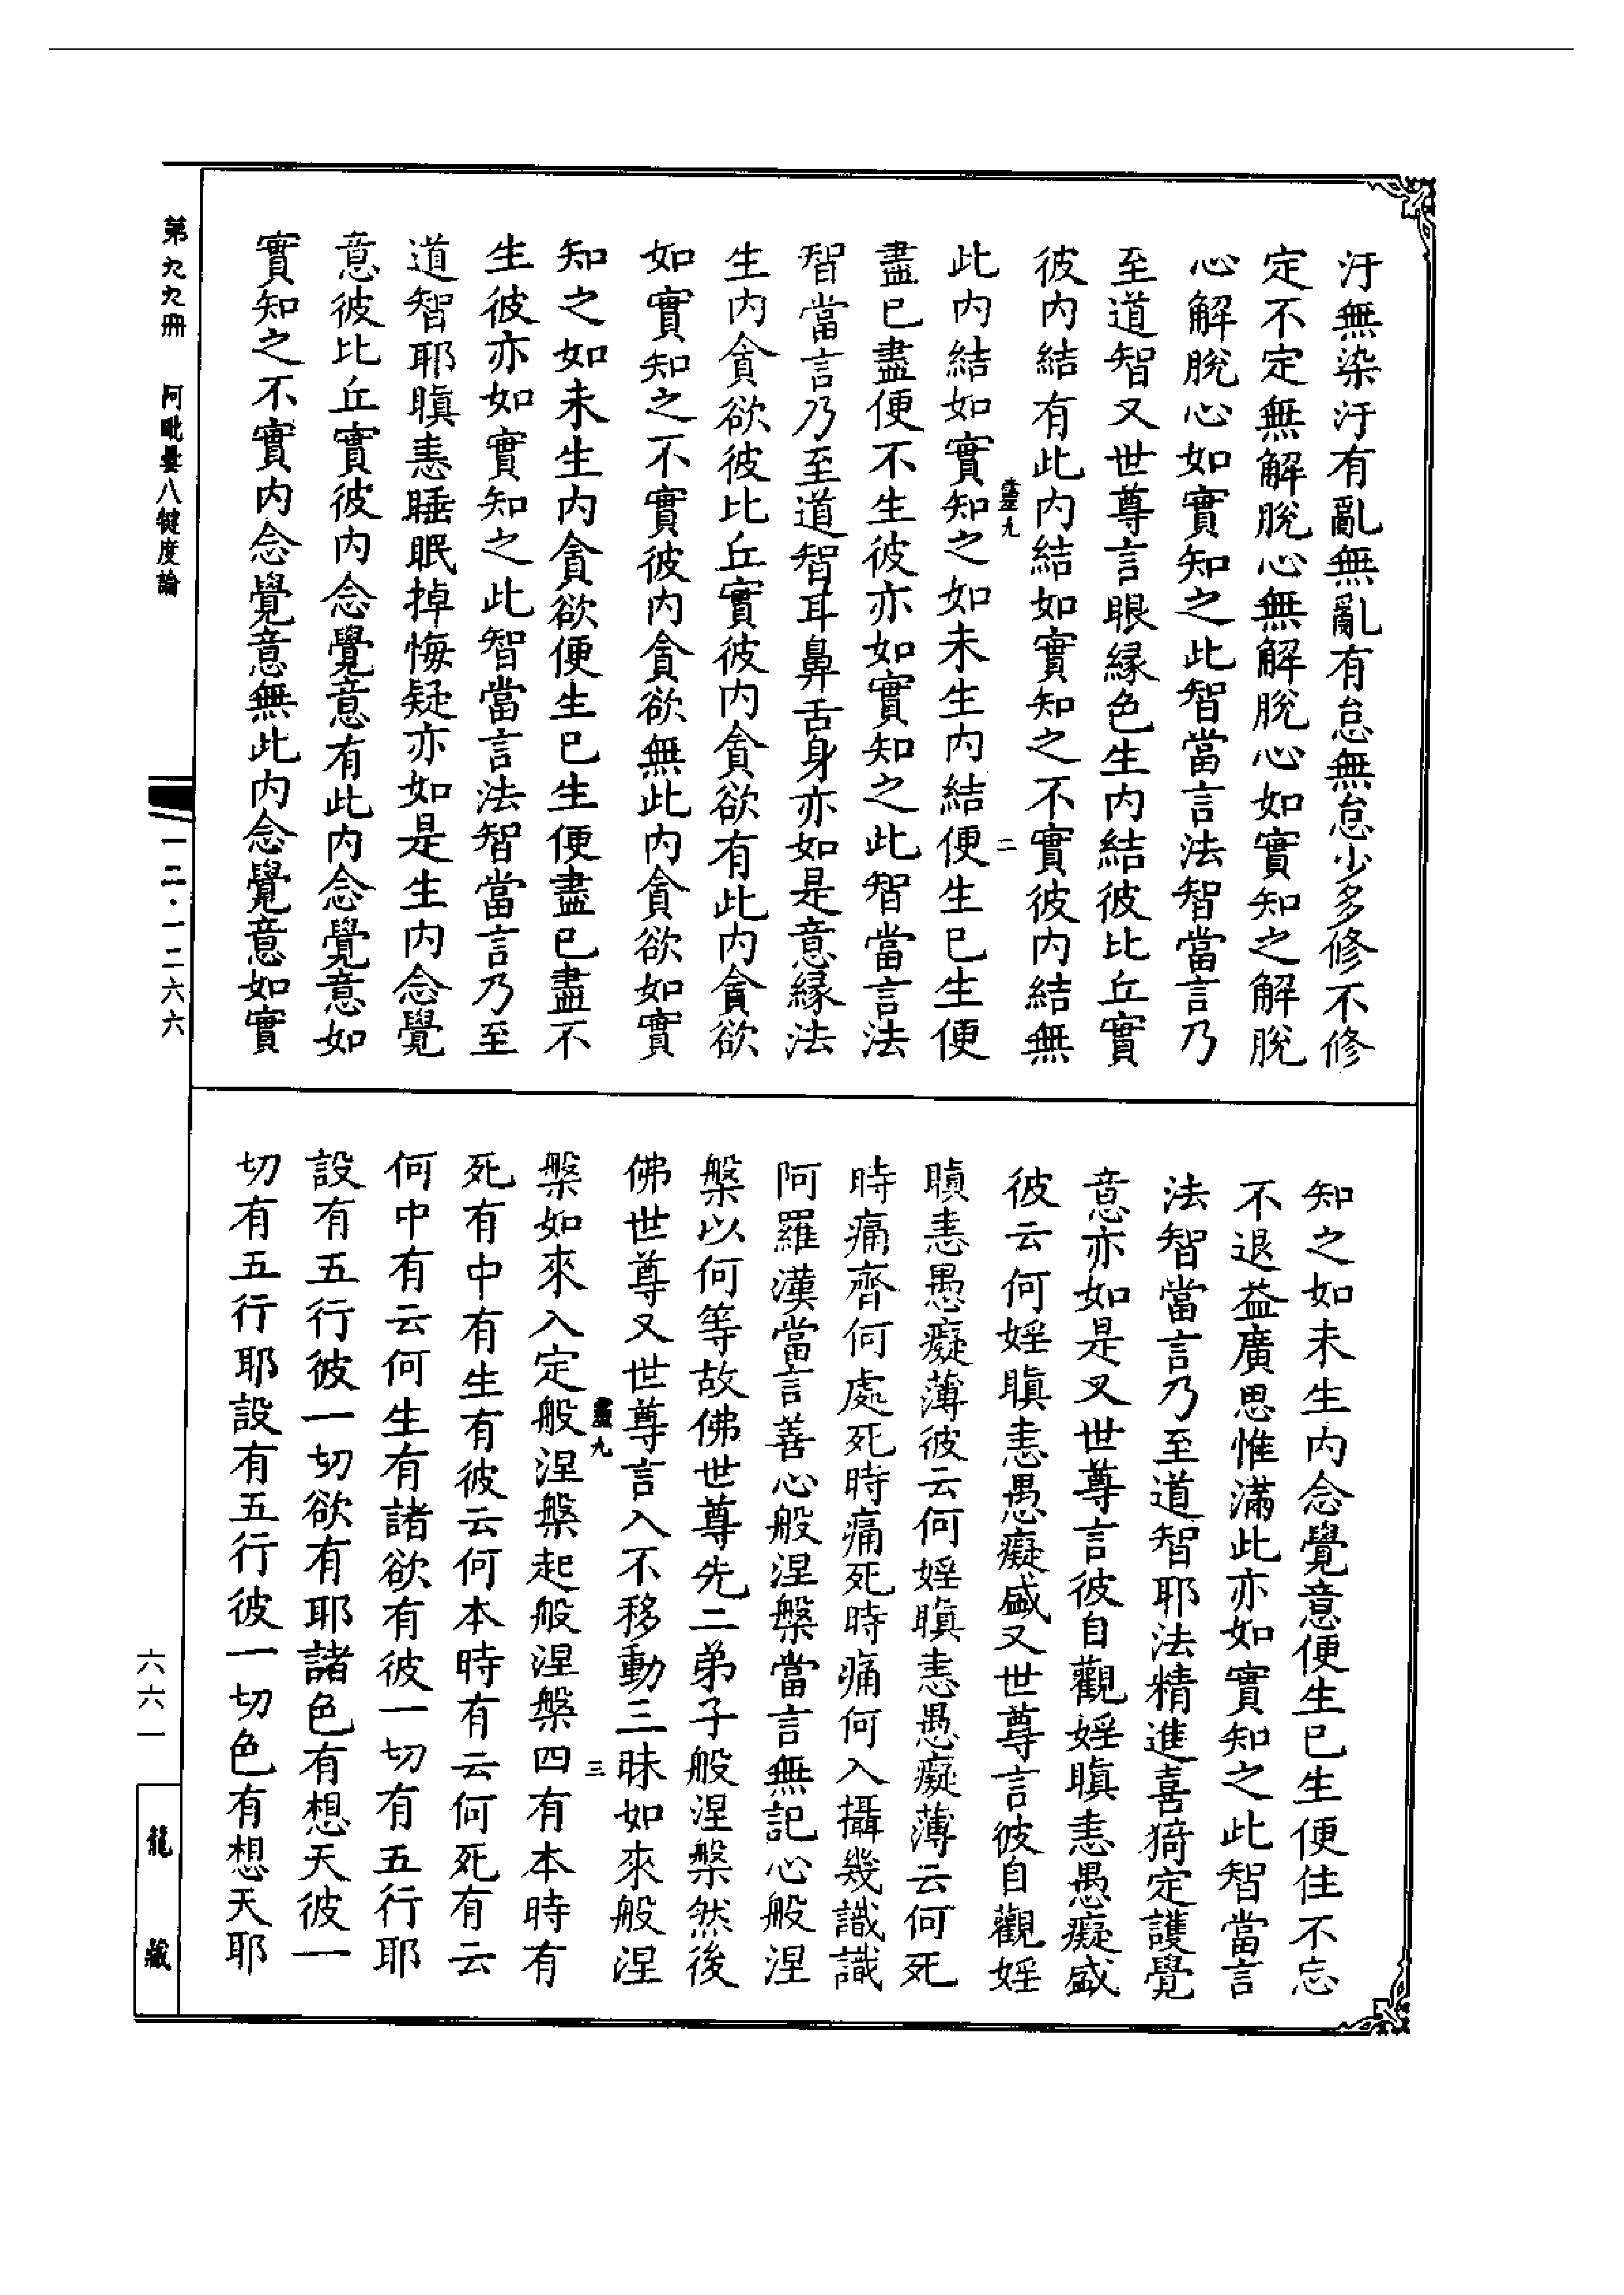 汙無染汙有亂無亂有怠無怠少多修不修
定不定無解脫心無解脫心如實知之解脫
心解脫心如實知之此智當言法智當言乃
至道智又世尊言眼緣色生內結彼比丘實
彼內結有此內結如實知之不實彼內結無
九
二
此內結如實知之如未生內結便生已生便
盡已盡便不生彼亦如實知之此智當言法
智當言乃至道智耳鼻舌身亦如是意緣法
生內貪欲彼比丘實彼內貪欲有此內貪欲
如實知之不實彼內貪欲無此內貪欲如實
知之如未生內貪欲便生已生便盡已盡不
生彼亦如實知之此智當言法智當言乃至
道智耶瞋恚睡眠掉悔疑亦如是生內念覺
意彼比丘實彼內念覺意有此內念覺意如
實知之不實內念覺意無此內念覺意如實
知之如未生內念覺意便生已生便住不忘
不退益廣思惟滿此亦如實知之此智當言
法智當言乃至道智耶法精進喜猗定護覺
意亦如是又世尊言彼自觀婬瞋恚愚癡盛
彼云何婬瞋恚愚癡盛又世尊言彼自觀婬
瞋恚愚癡薄彼云何婬瞋恚愚癡薄云何死
時痛齊何處死時痛死時痛何入攝幾識識
阿羅漢當言善心般涅槃當言無記心般涅
槃以何等故佛世尊先二弟子般涅槃然後
佛世尊又世尊言入不移動三昧如來般涅
九
三
槃如來入定般涅槃起般涅槃四有本時有
死有中有生有彼云何本時有云何死有云
何中有云何生有諸欲有彼一切有五行耶
設有五行彼一切欲有耶諸色有想天彼一
切有五行耶設有五行彼一切色有想天耶
第九九冊 阿毗曇八犍度論
一二·一二六六
六六一
龍藏